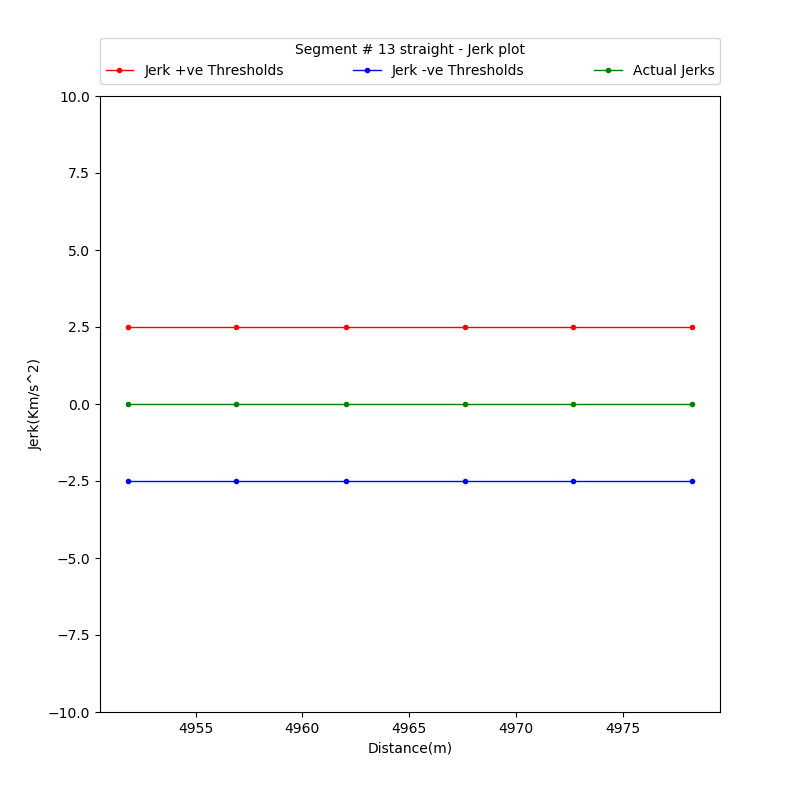 Segment # 13 straight - Jerk plot
Jerk +ve Thresholds
Jerk -ve Thresholds
Actual Jerks
10.0
7.5
5.0
2.5
0.0
−2.5
−5.0
−7.5
−10.0
Jerk(Km/s^2)
4955
4960
4965
4970
4975
Distance(m)